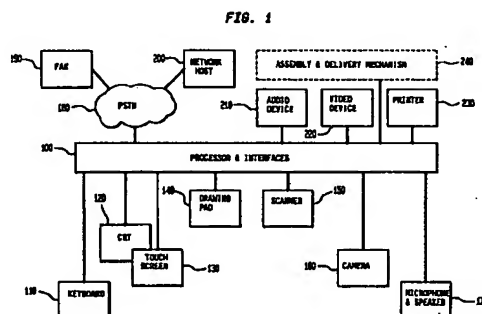 FIG. 1
190
FAX
200
NETWORK
HOST
ASSEMBLY & DELIVERY MECHANISM
240
180
PSTN
210
AUDIO
DEVICE
VIDEO
DEVICE
220
PRINTER
230
100
PROCESSOR & INTERFACES
120
CRT
TOUCH
SCREEN
130
140
DRAWING
PAD
SCANNER
150
160
CAMERA
110
KEYBOARD
MICROPHONE
& SPEAKER